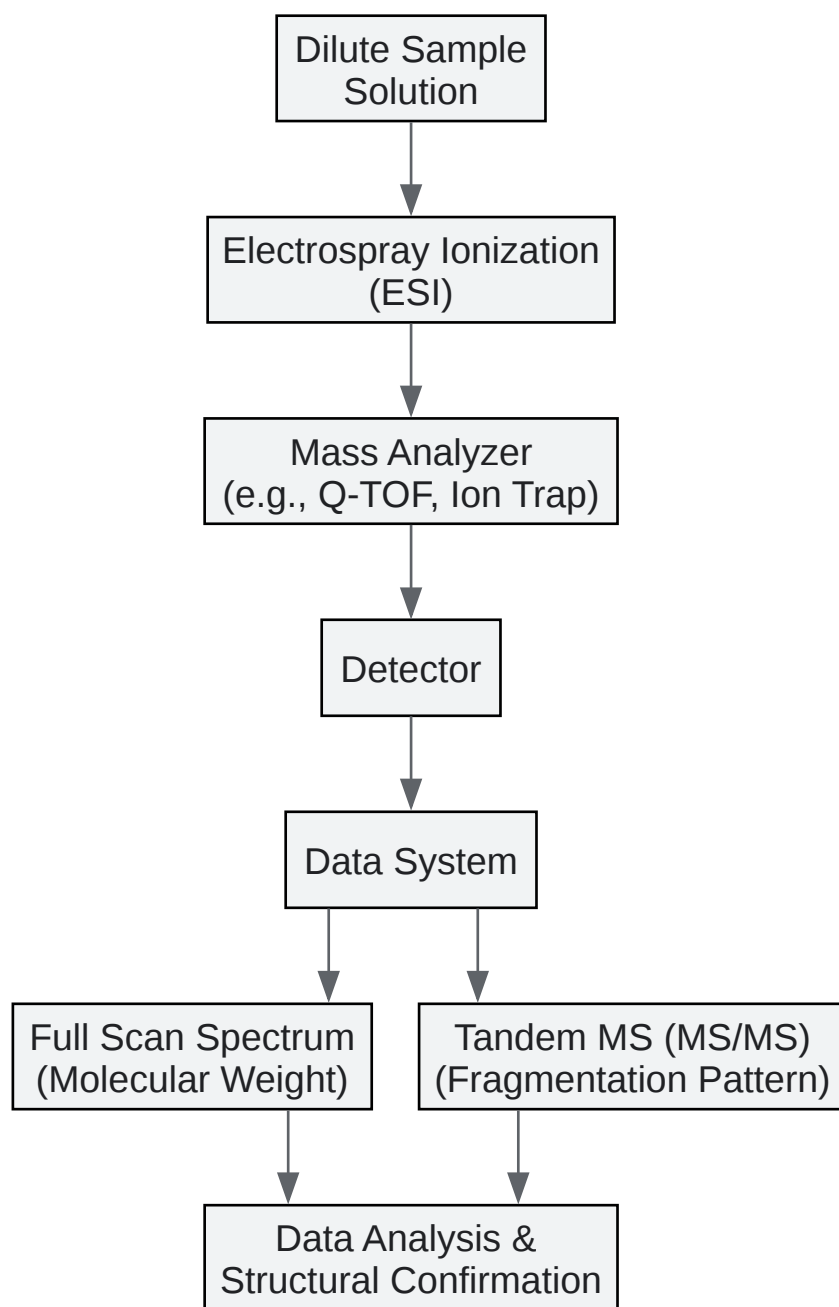 Dilute Sample
Solution
Electrospray Ionization
(ESI)
Mass Analyzer
(e.g., Q-TOF, Ion Trap)
Detector
Data System
Full Scan Spectrum
(Molecular Weight)
Tandem MS (MS/MS)
(Fragmentation Pattern)
Data Analysis &
Structural Confirmation